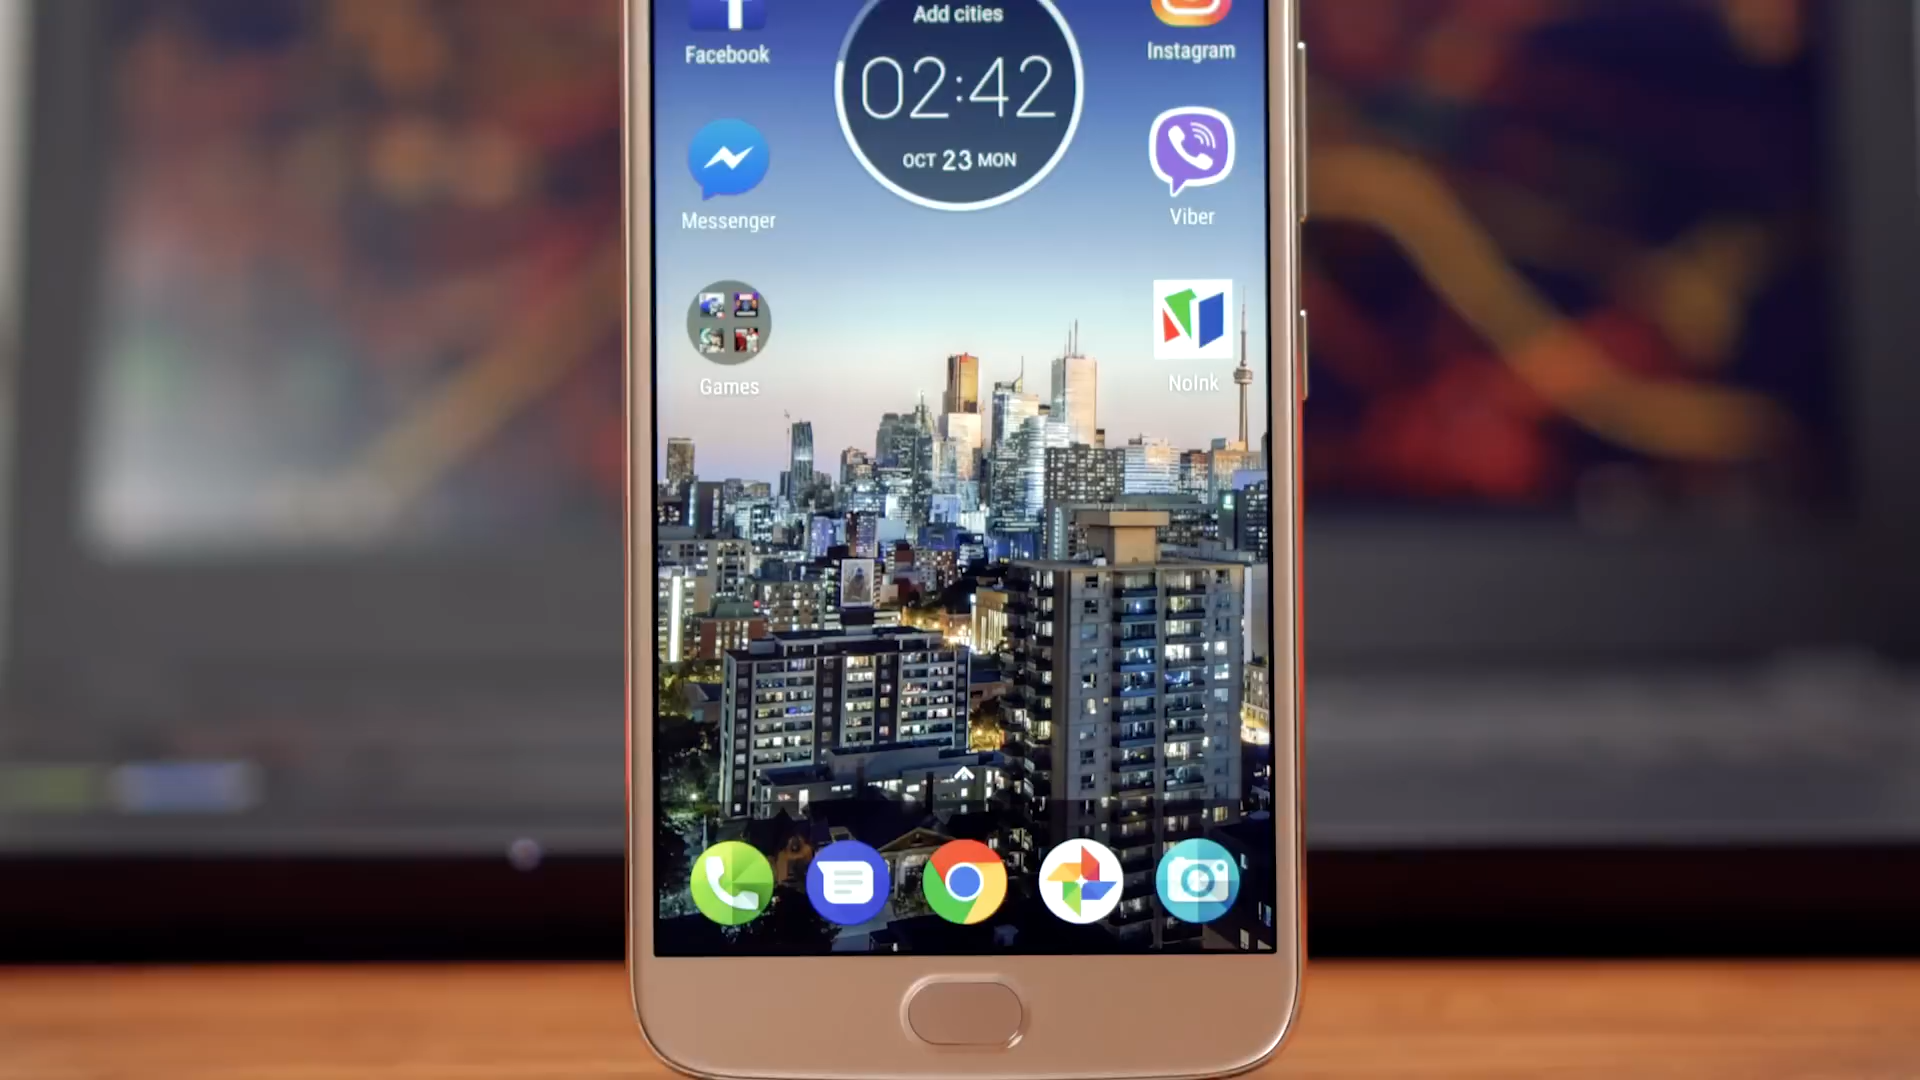 Add cities
Facebook
02:42
Instagram
OCT 23 MON
Messenger
Viber
Games
NoInk